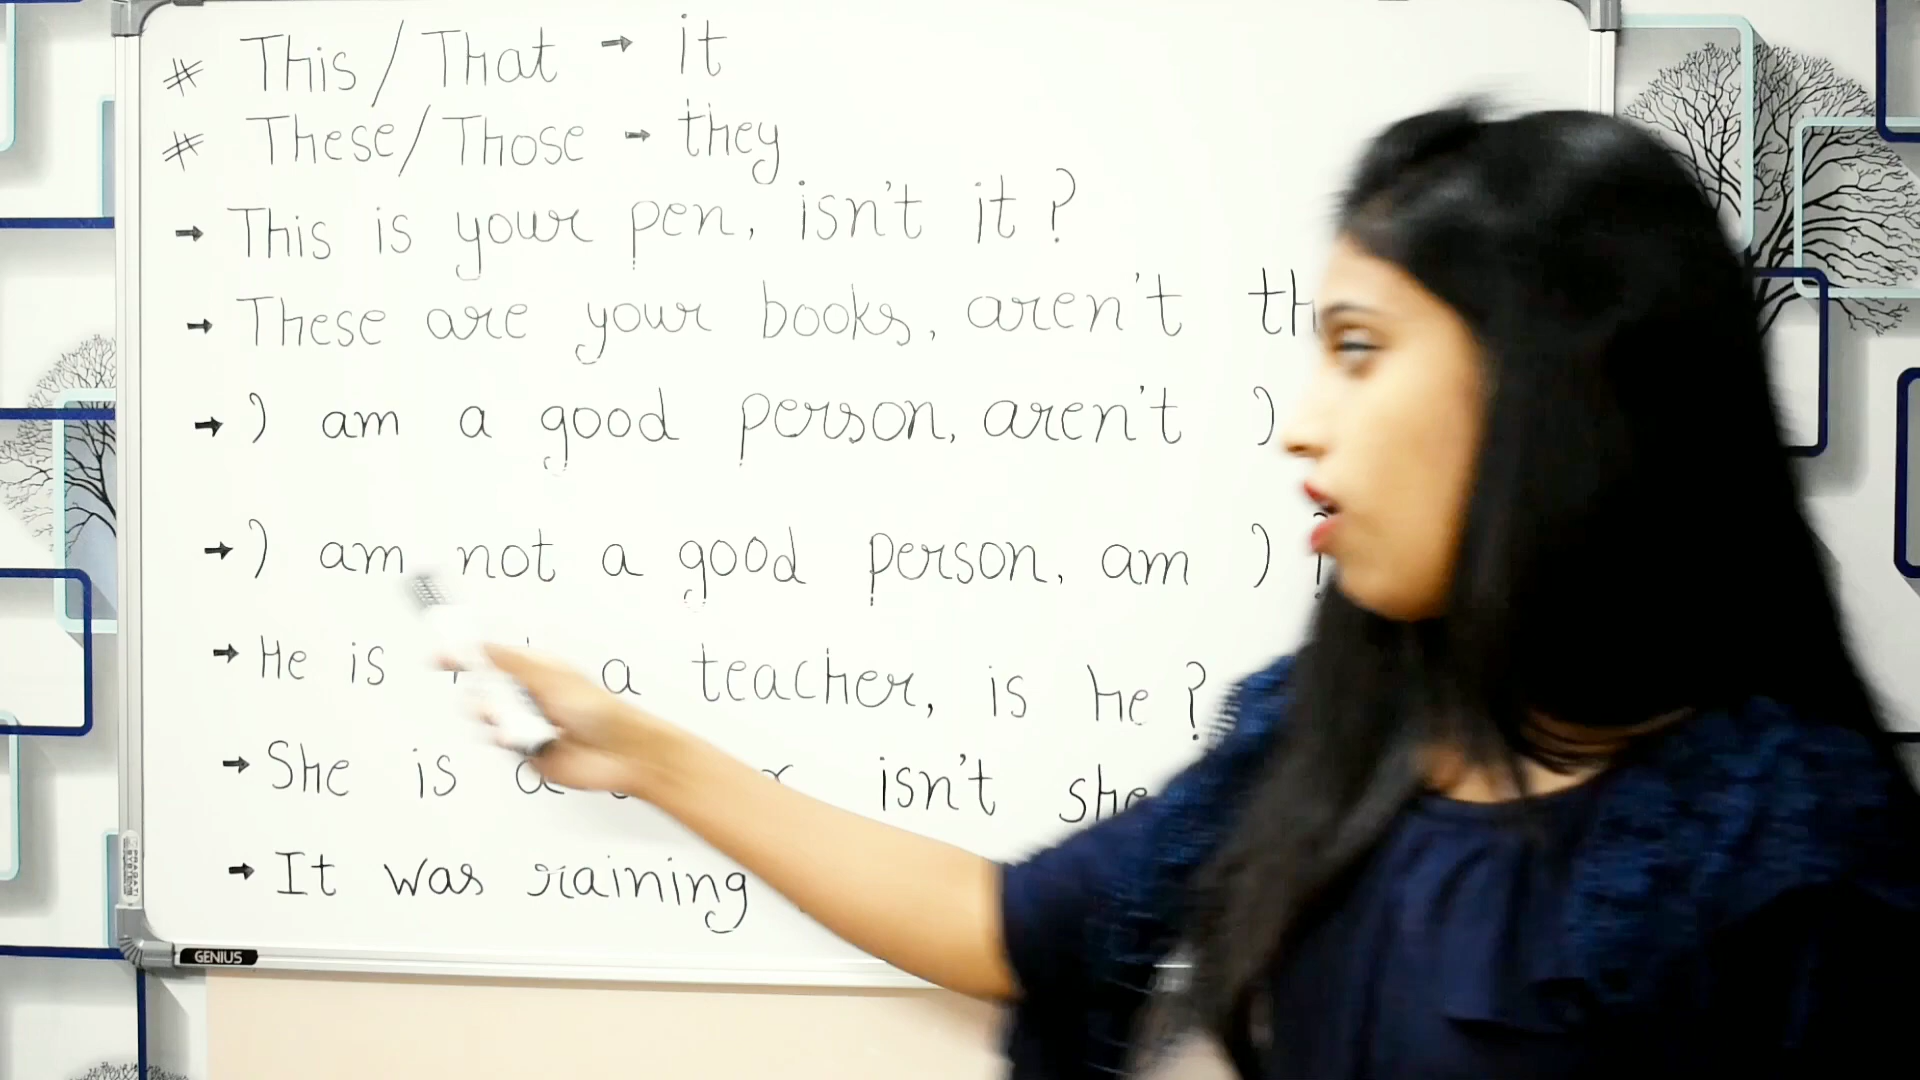 # This / That → it
# These / Those → they
→ This is your pen, isn't it ?
→ These are your books, aren't
→ I am a good person, aren't I
→ I am not a good person, am I ?
→ He is a teacher, is he ?
→ She is a isn't she
→ It was raining
GENIUS